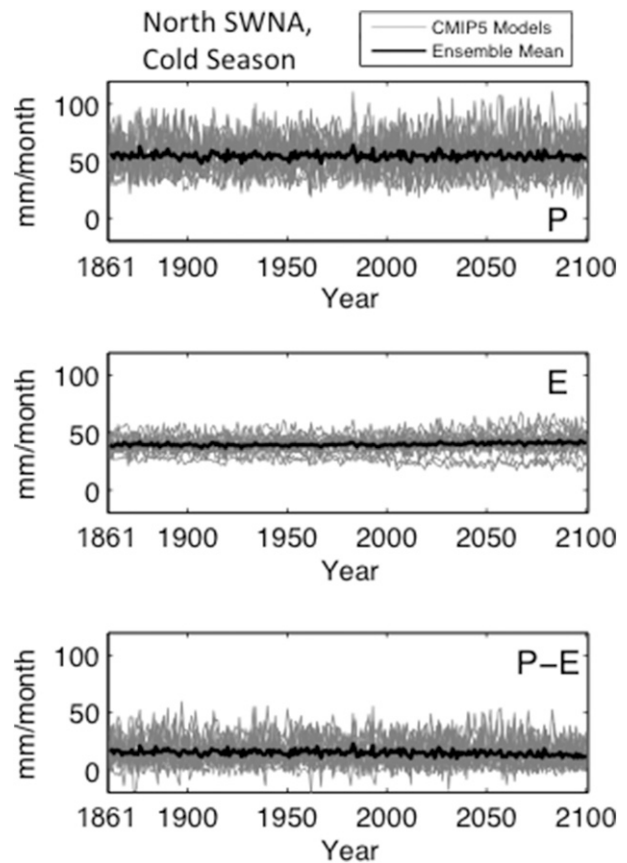 North SWNA,
Cold Season
CMIP5 Models
Ensemble Mean
mm/month
100
50
0
P
1861 1900 1950 2000 2050 2100
Year
mm/month
100
50
0
E
1861 1900 1950 2000 2050 2100
Year
mm/month
100
50
0
P−E
1861 1900 1950 2000 2050 2100
Year